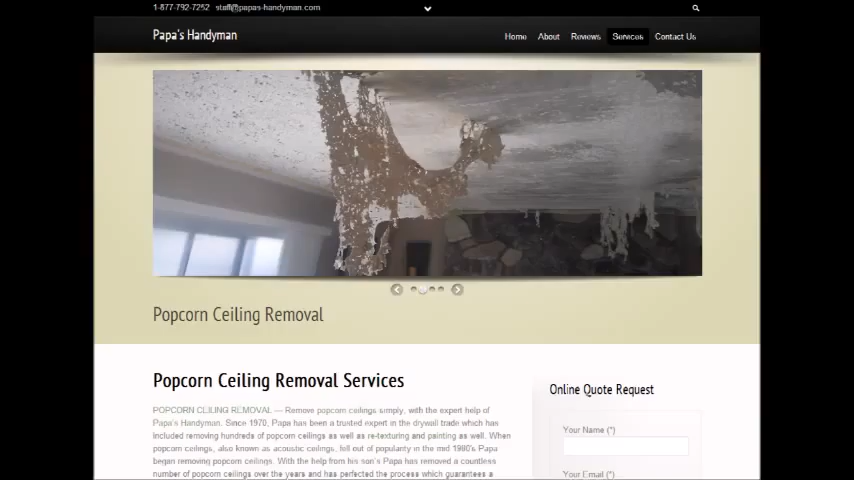 1-877-792-7252 staff@papas-handyman.com
Papa's Handyman
Home About Reviews Services Contact Us
Popcorn Ceiling Removal
Popcorn Ceiling Removal Services
POPCORN CEILING REMOVAL — Remove popcorn ceilings simply, with the expert help of
Papa's Handyman. Since 1970, Papa has been a trusted expert in the drywall trade which has
included removing hundreds of popcorn ceilings as well as re-texturing and painting as well. When
popcorn ceilings, also known as acoustic ceilings, fell out of popularity in the mid 1980's Papa
began removing popcorn ceilings. With the help from his son's Papa has removed a countless
number of popcorn ceilings over the years and has perfected the process which guarantees a
Online Quote Request
Your Name (*)
Your Email (*)